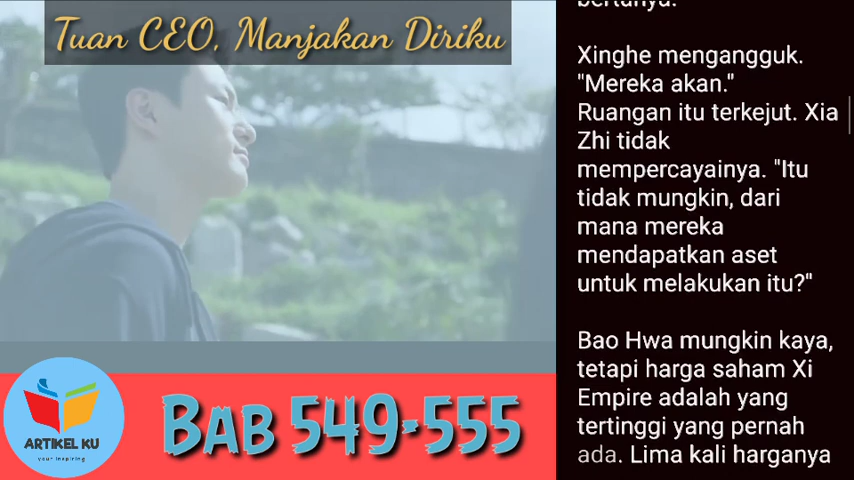 Tuan CEO, Manjakan Diriku
ARTIKEL KU
your inspiring
BAB 549-555
bertanya.
Xinghe mengangguk.
"Mereka akan."
Ruangan itu terkejut. Xia
Zhi tidak
mempercayainya. "Itu
tidak mungkin, dari
mana mereka
mendapatkan aset
untuk melakukan itu?"
Bao Hwa mungkin kaya,
tetapi harga saham Xi
Empire adalah yang
tertinggi yang pernah
ada. Lima kali harganya